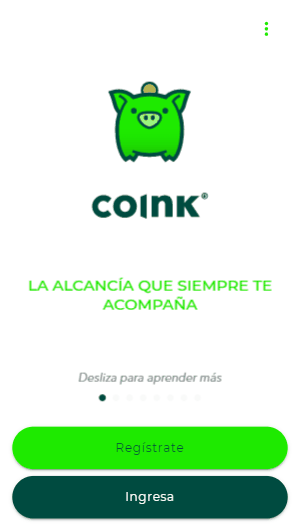 COINK®
LA ALCANCÍA QUE SIEMPRE TE
ACOMPAÑA
Desliza para aprender más
Regístrate
Ingresa